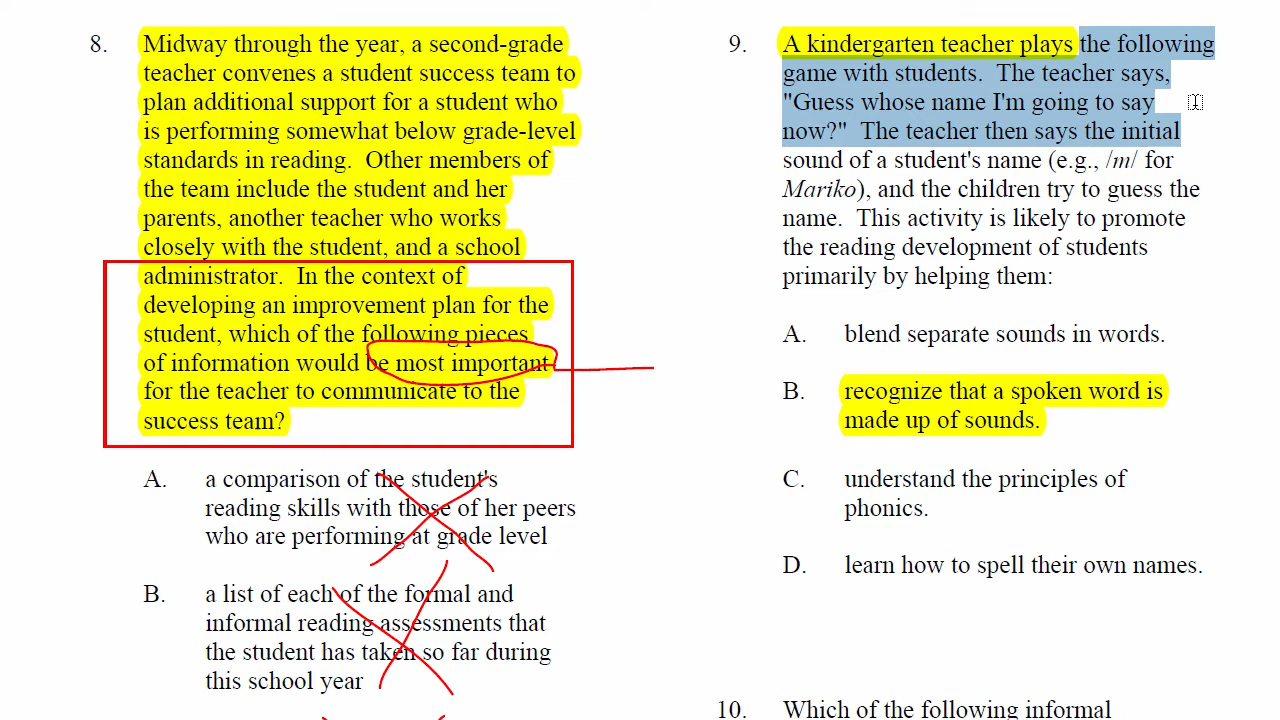 8. Midway through the year, a second-grade
teacher convenes a student success team to
plan additional support for a student who
is performing somewhat below grade-level
standards in reading.  Other members of
the team include the student and her
parents, another teacher who works
closely with the student, and a school
administrator.  In the context of
developing an improvement plan for the
student, which of the following pieces
of information would be most important
for the teacher to communicate to the
success team?
A. a comparison of the student's
reading skills with those of her peers
who are performing at grade level
B. a list of each of the formal and
informal reading assessments that
the student has taken so far during
this school year
9. A kindergarten teacher plays the following
game with students.  The teacher says,
"Guess whose name I'm going to say
now?"  The teacher then says the initial
sound of a student's name (e.g., /m/ for
Mariko), and the children try to guess the
name.  This activity is likely to promote
the reading development of students
primarily by helping them:
A. blend separate sounds in words.
B. recognize that a spoken word is
made up of sounds.
C. understand the principles of
phonics.
D. learn how to spell their own names.
10. Which of the following informal